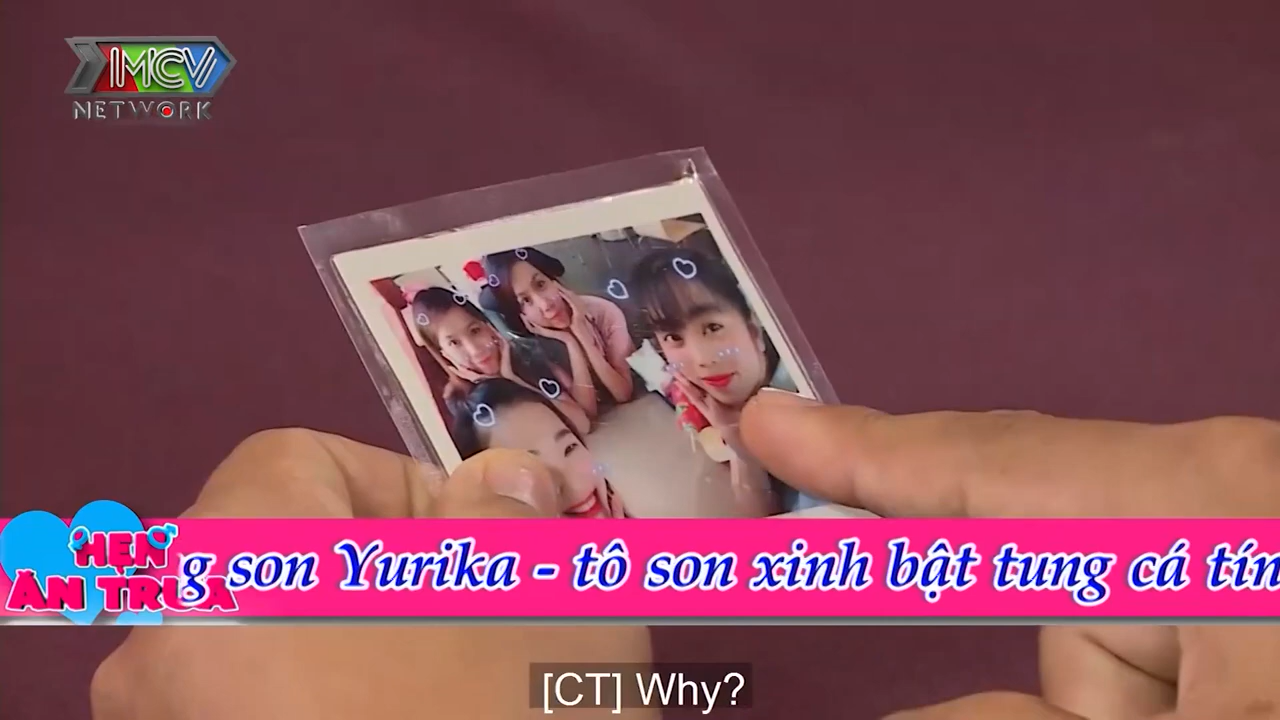 MCV
NETWORK
HẸN
ĂN TRƯA
g son Yurika - tô son xinh bật tung cá tín
[CT] Why?